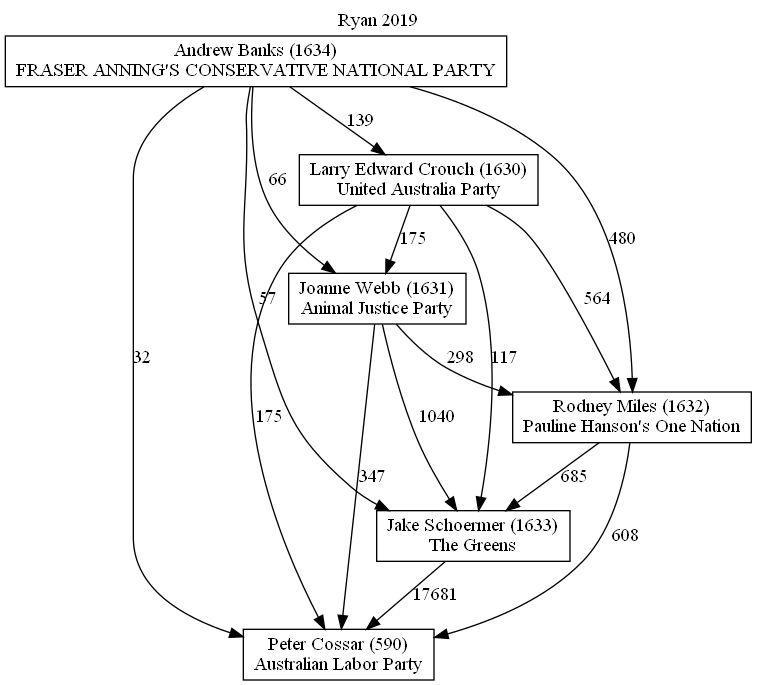 Ryan 2019
Andrew Banks (1634)
FRASER ANNING'S CONSERVATIVE NATIONAL PARTY
139
Larry Edward Crouch (1630)
United Australia Party
66
175
480
Joanne Webb (1631)
Animal Justice Party
57
564
32
298
117
Rodney Miles (1632)
Pauline Hanson's One Nation
175
1040
347
685
Jake Schoermer (1633)
The Greens
608
17681
Peter Cossar (590)
Australian Labor Party